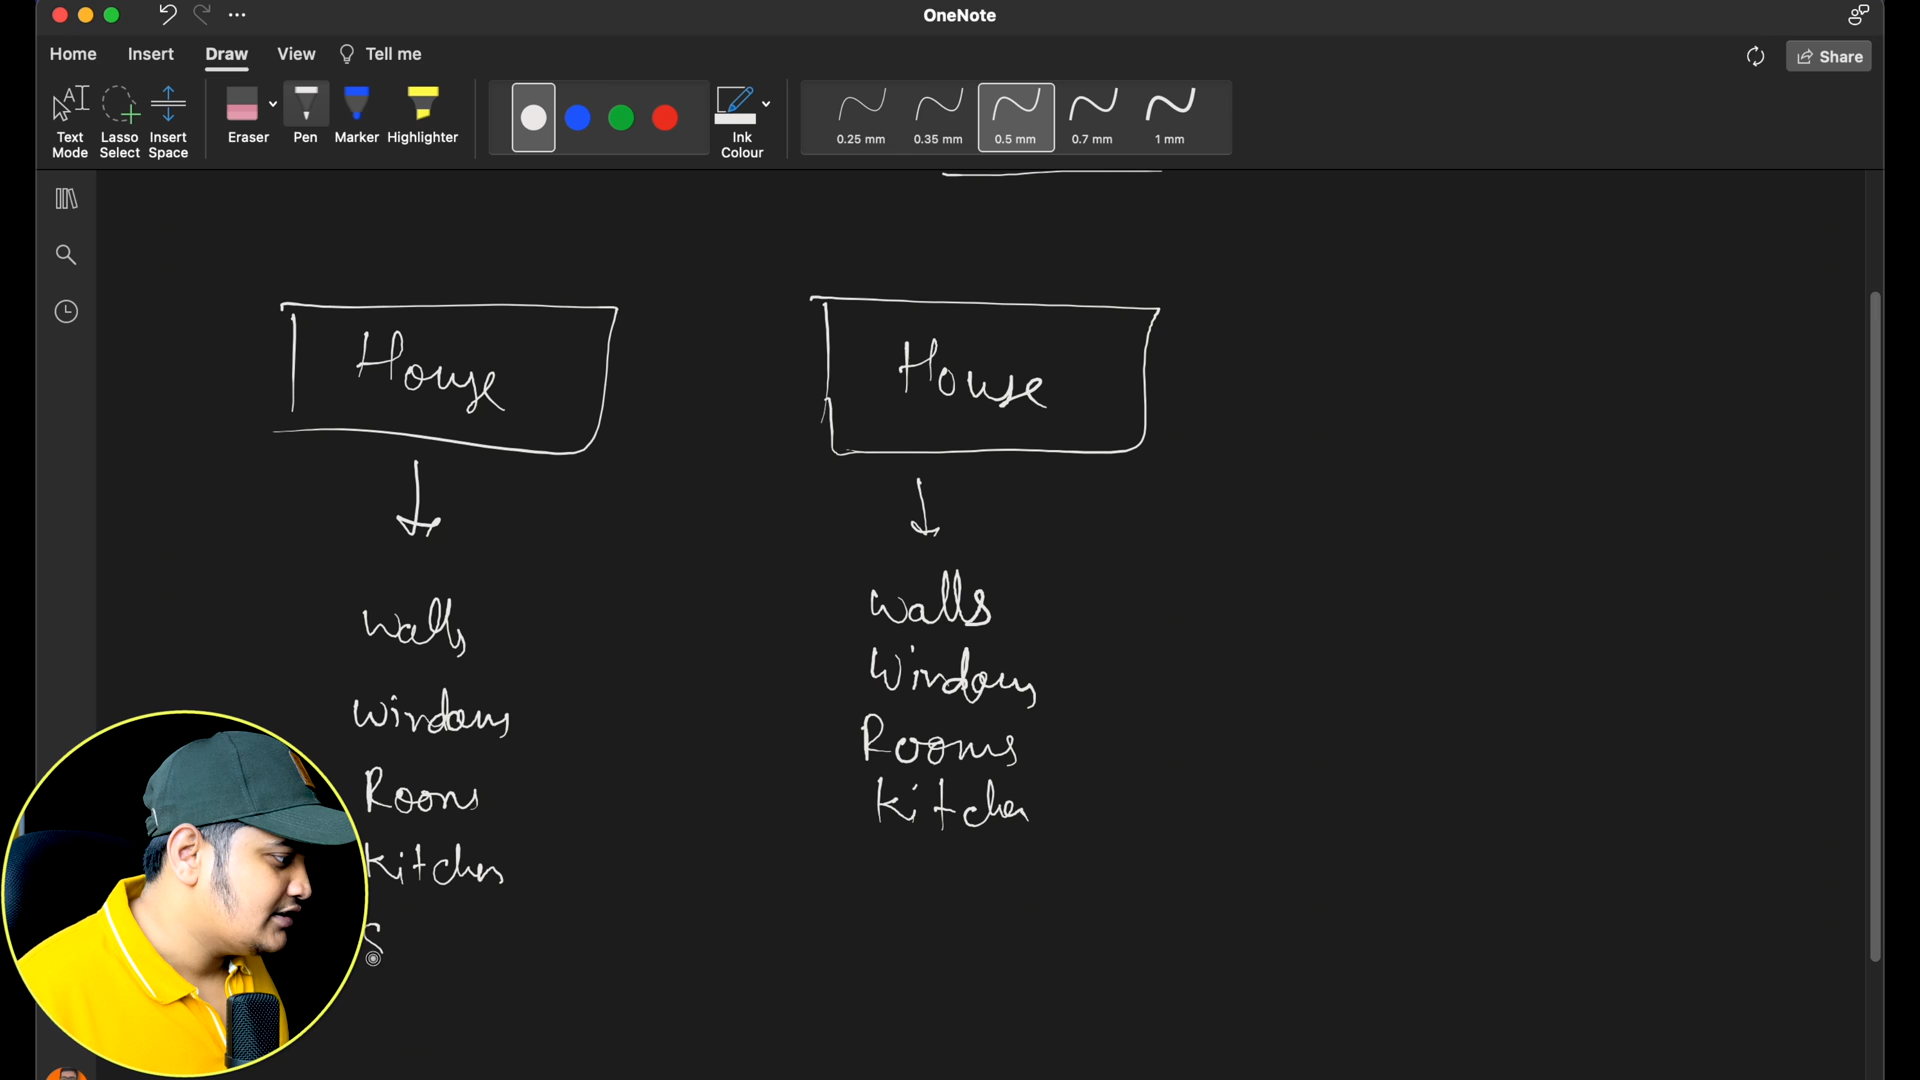 OneNote
Home Insert Draw View Tell me
Share
Text Mode
Lasso Select
Insert Space
Eraser
Pen
Marker
Highlighter
Ink Colour
0.25 mm
0.35 mm
0.5 mm
0.7 mm
1 mm
House
walls
windows
Rooms
Kitchen
S
House
walls
Windows
Rooms
Kitchen